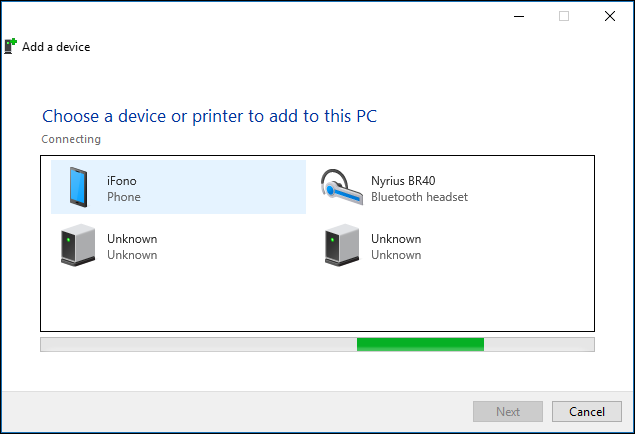 Add a device
Choose a device or printer to add to this PC
Connecting
iFono
Phone
Nyrius BR40
Bluetooth headset
Unknown
Unknown
Unknown
Unknown
Next
Cancel